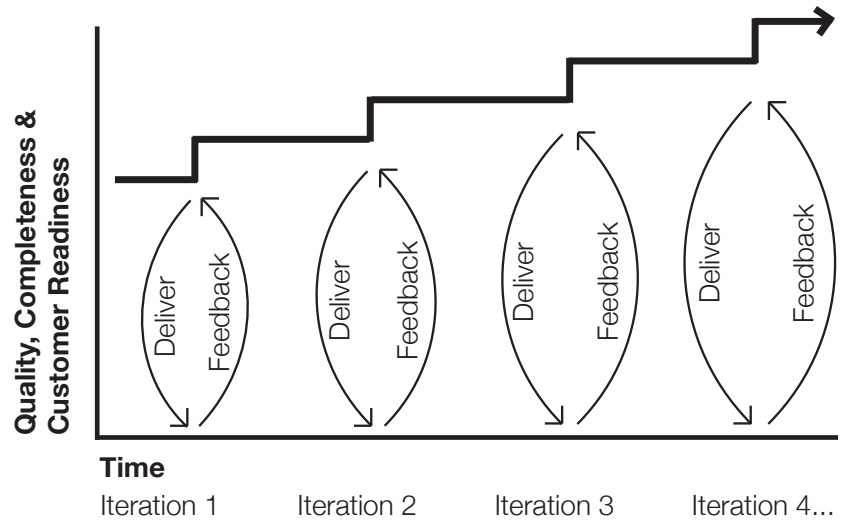 Quality, Completeness &
Customer Readiness
Deliver
Feedback
Deliver
Feedback
Deliver
Feedback
Deliver
Feedback
Time
Iteration 1
Iteration 2
Iteration 3
Iteration 4...